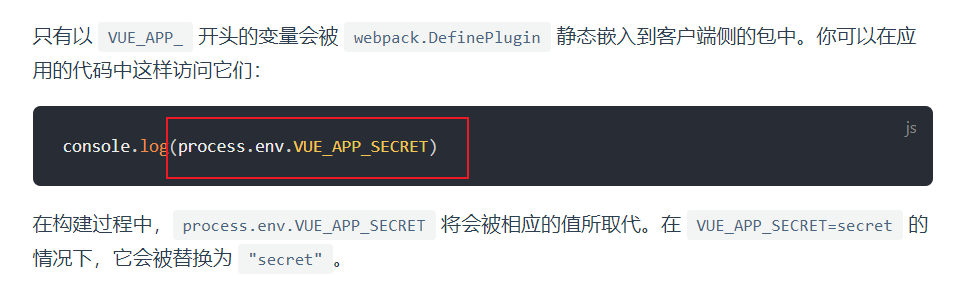 只有以 VUE_APP_ 开头的变量会被 webpack.DefinePlugin 静态嵌入到客户端侧的包中。你可以在应
用的代码中这样访问它们：
js
console.log(process.env.VUE_APP_SECRET)
在构建过程中，process.env.VUE_APP_SECRET 将会被相应的值所取代。在 VUE_APP_SECRET=secret 的
情况下，它会被替换为 "secret" 。